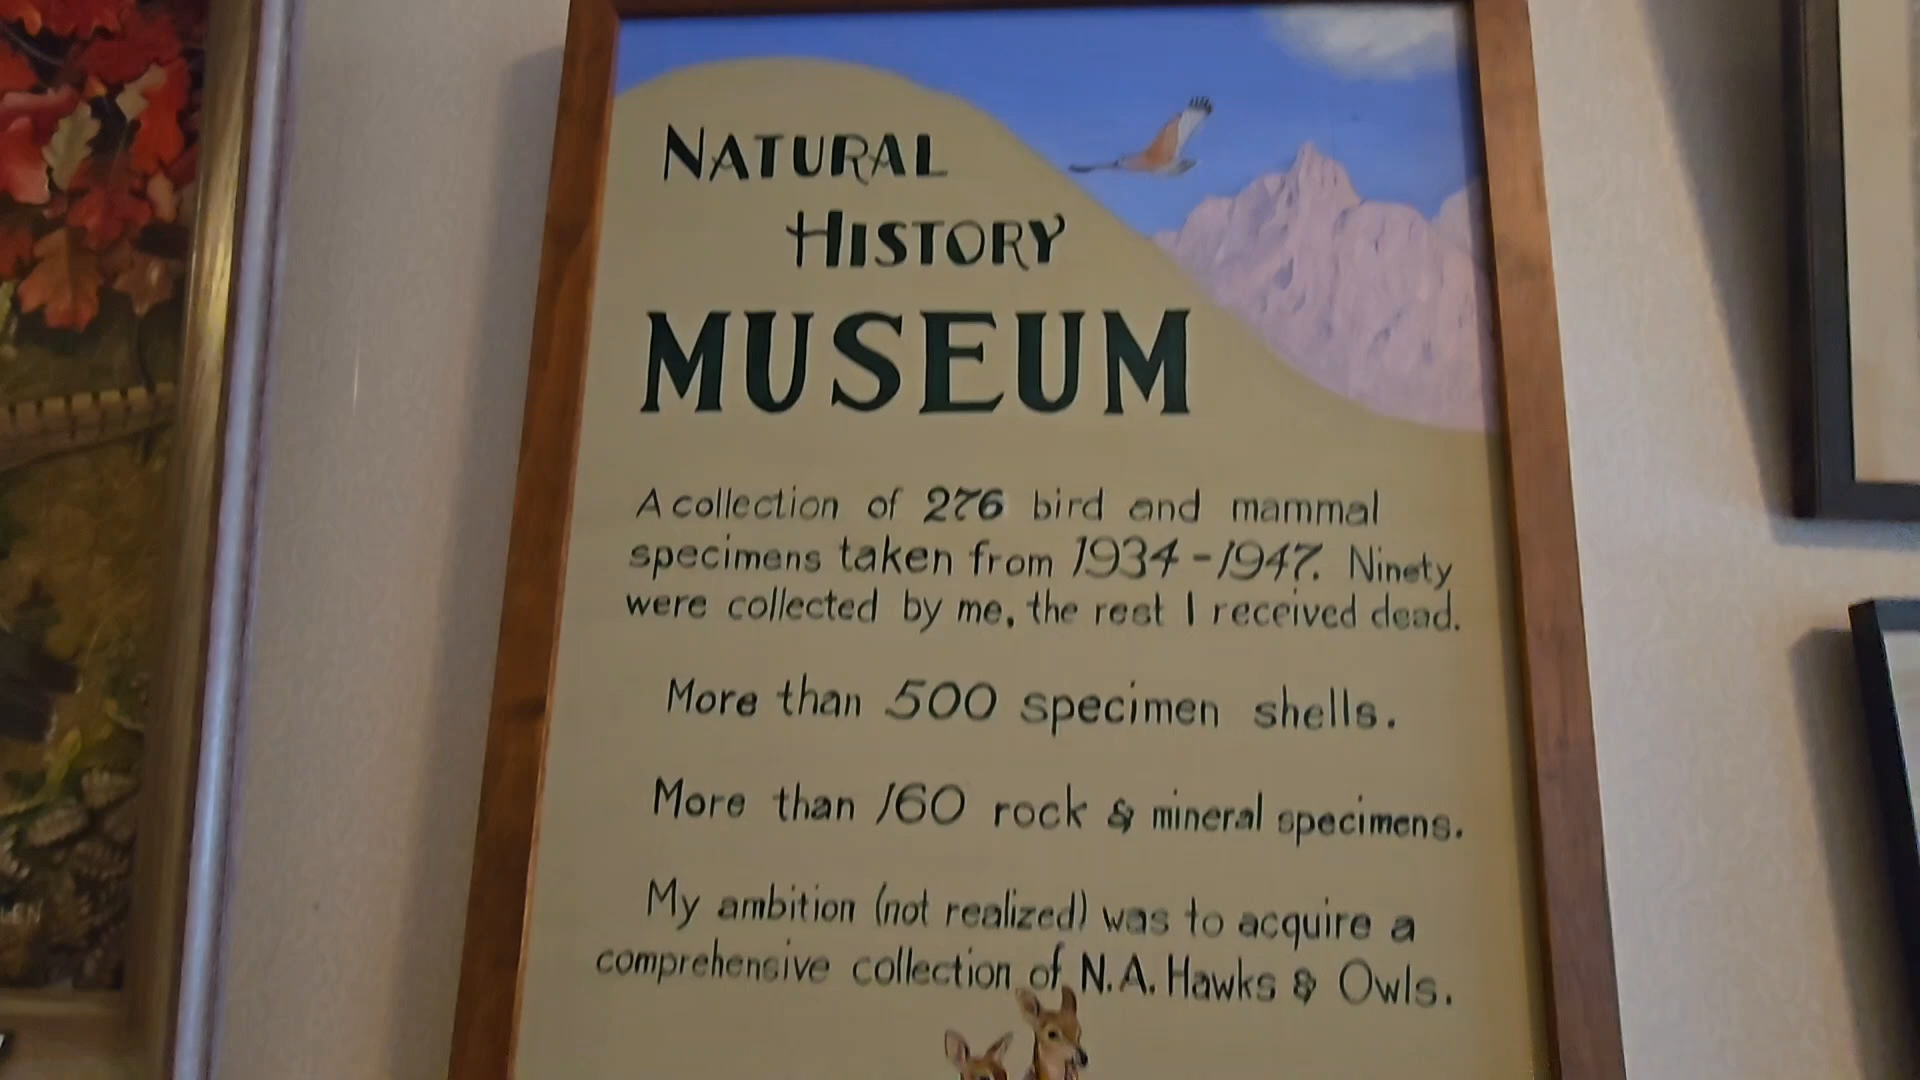 NATURAL
HISTORY
MUSEUM
A collection of 276 bird and mammal
specimens taken from 1934-1947. Ninety
were collected by me, the rest I received dead.
More than 500 specimen shells.
More than 160 rock & mineral specimens.
My ambition (not realized) was to acquire a
comprehensive collection of N.A. Hawks & Owls.